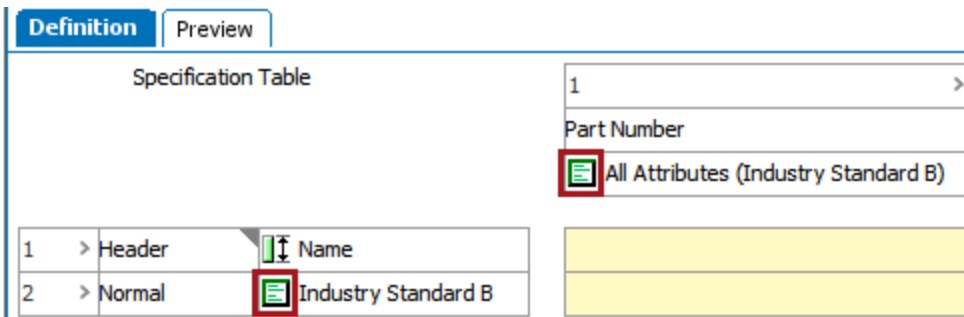 Definition Preview
Specification Table
1 >
Part Number
All Attributes (Industry Standard B)
1 > Header Name
2 > Normal Industry Standard B